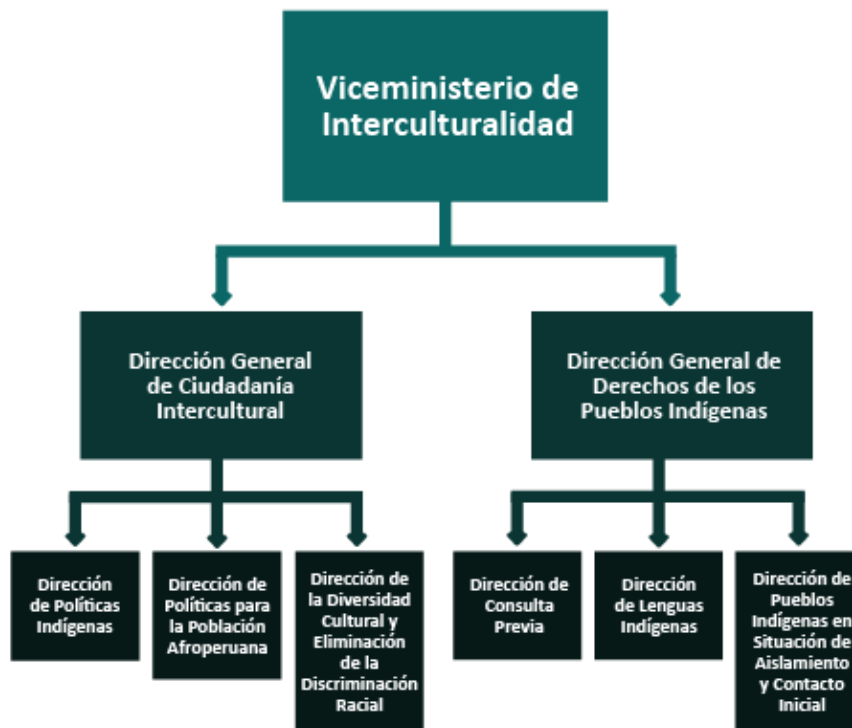 Viceministerio de
Interculturalidad
Dirección General
de Ciudadanía
Intercultural
Dirección General de
Derechos de los
Pueblos Indígenas
Dirección
de Políticas
Indígenas
Dirección de
Políticas para
la Población
Afroperuana
Dirección de
la Diversidad
Cultural y
Eliminación
de la
Discriminación
Racial
Dirección de
Consulta
Previa
Dirección
de Lenguas
Indígenas
Dirección de
Pueblos
Indígenas en
Situación de
Aislamiento
y Contacto
Inicial